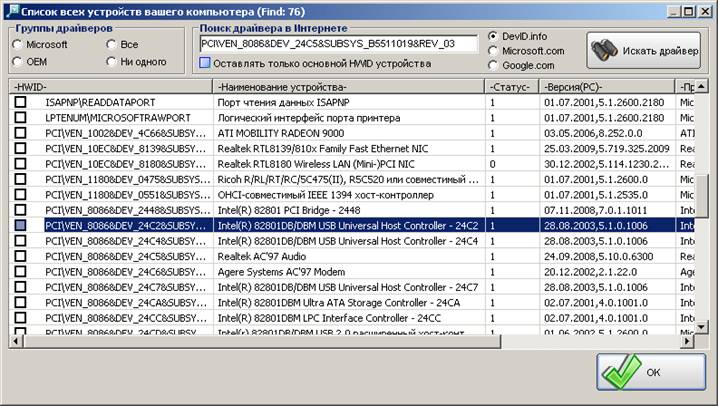 Список всех устройств вашего компьютера (Find: 76)
Группы драйверов
Microsoft Все
OEM Ни одного
Поиск драйвера в Интернете
PCI\VEN_8086&DEV_24C5&SUBSYS_B5511019&REV_03
Оставлять только основной HWID устройства
DevID.info
Microsoft.com
Google.com
Искать драйвер
-HWID- -Наименование устройства- -Статус- -Версия(PC)- -Пр
ISAPNP\READDATAPORT Порт чтения данных ISAPNP 1 01.07.2001,5.1.2600.2180 Mic
LPTENUM\MICROSOFTRAWPORT Логический интерфейс порта принтера 1 01.07.2001,5.1.2600.2180 Mic
PCI\VEN_1002&DEV_4C66&SUBSY... ATI MOBILITY RADEON 9000 1 03.05.2006,8.252.0.0 ATI
PCI\VEN_10EC&DEV_8139&SUBSY... Realtek RTL8139/810x Family Fast Ethernet NIC 1 25.03.2009,5.719.325.2009 Rea
PCI\VEN_10EC&DEV_8180&SUBSY... Realtek RTL8180 Wireless LAN (Mini-)PCI NIC 0 30.12.2002,5.114.1230.2... Rea
PCI\VEN_1180&DEV_0475&SUBSY... Ricoh R/RL/RT/RC/5C475(II), R5C520 или совместимый ... 1 01.07.2001,5.1.2600.0 Mic
PCI\VEN_1180&DEV_0551&SUBSY... OHCI-совместимый IEEE 1394 хост-контроллер 1 01.07.2001,5.1.2535.0 Mic
PCI\VEN_8086&DEV_2448&SUBSYS... Intel(R) 82801 PCI Bridge - 2448 1 07.11.2008,7.0.1.1011 Inte
PCI\VEN_8086&DEV_24C2&SUBSY... Intel(R) 82801DB/DBM USB Universal Host Controller - 24C2 1 28.08.2003,5.1.0.1006 Inte
PCI\VEN_8086&DEV_24C4&SUBSY... Intel(R) 82801DB/DBM USB Universal Host Controller - 24C4 1 28.08.2003,5.1.0.1006 Inte
PCI\VEN_8086&DEV_24C5&SUBSY... Realtek AC'97 Audio 1 24.09.2008,5.10.0.6300 Rea
PCI\VEN_8086&DEV_24C6&SUBSY... Agere Systems AC'97 Modem 1 20.12.2002,2.1.22.0 Age
PCI\VEN_8086&DEV_24C7&SUBSY... Intel(R) 82801DB/DBM USB Universal Host Controller - 24C7 1 28.08.2003,5.1.0.1006 Inte
PCI\VEN_8086&DEV_24CA&SUBSY... Intel(R) 82801DBM Ultra ATA Storage Controller - 24CA 1 02.07.2001,4.0.1001.0 Inte
PCI\VEN_8086&DEV_24CC&SUBSY... Intel(R) 82801DBM LPC Interface Controller - 24CC 1 02.07.2001,4.0.1001.0 Inte
PCI\VEN_8086&DEV_24CD&SUBSY... Intel(r) 82801DB/DBM USB 2.0 расширенный хост-конт 1 01.06.2002,5.1.2600.0 Mic
OK